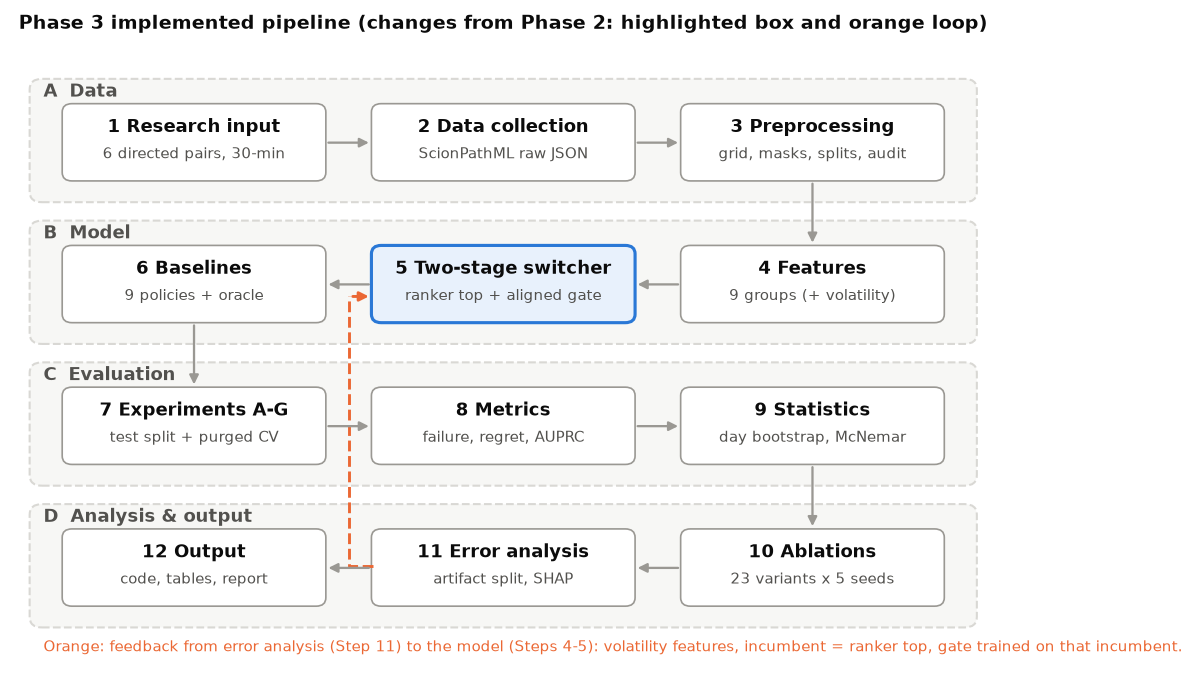 Phase 3 implemented pipeline (changes from Phase 2: highlighted box and orange loop)
A Data
1 Research input
6 directed pairs, 30-min
2 Data collection
ScionPathML raw JSON
3 Preprocessing
grid, masks, splits, audit
B Model
6 Baselines
9 policies + oracle
5 Two-stage switcher
ranker top + aligned gate
4 Features
9 groups (+ volatility)
C Evaluation
7 Experiments A-G
test split + purged CV
8 Metrics
failure, regret, AUPRC
9 Statistics
day bootstrap, McNemar
D Analysis & output
12 Output
code, tables, report
11 Error analysis
artifact split, SHAP
10 Ablations
23 variants x 5 seeds
Orange: feedback from error analysis (Step 11) to the model (Steps 4-5): volatility features, incumbent = ranker top, gate trained on that incumbent.